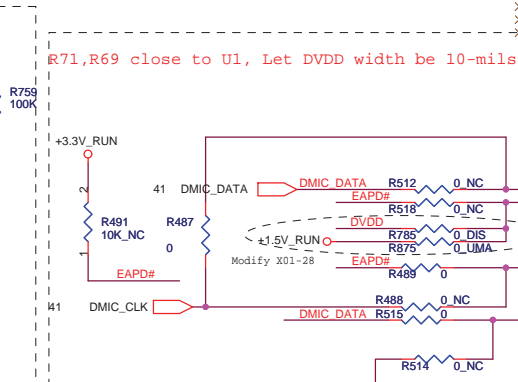 R71,R69 close to U1, Let DVDD width be 10-mils
R759
100K
+3.3V_RUN
2
R491
10K_NC
1
EAPD#
41 DMIC_DATA
R487
0
DMIC_DATA R512 0_NC
EAPD#
R518 0_NC
DVDD
R785 0_DIS
+1.5V_RUN
R875 0_UMA
Modify X01-28
EAPD#
R489 0
41 DMIC_CLK
R488 0_NC
DMIC_DATA R515 0
R514 0_NC